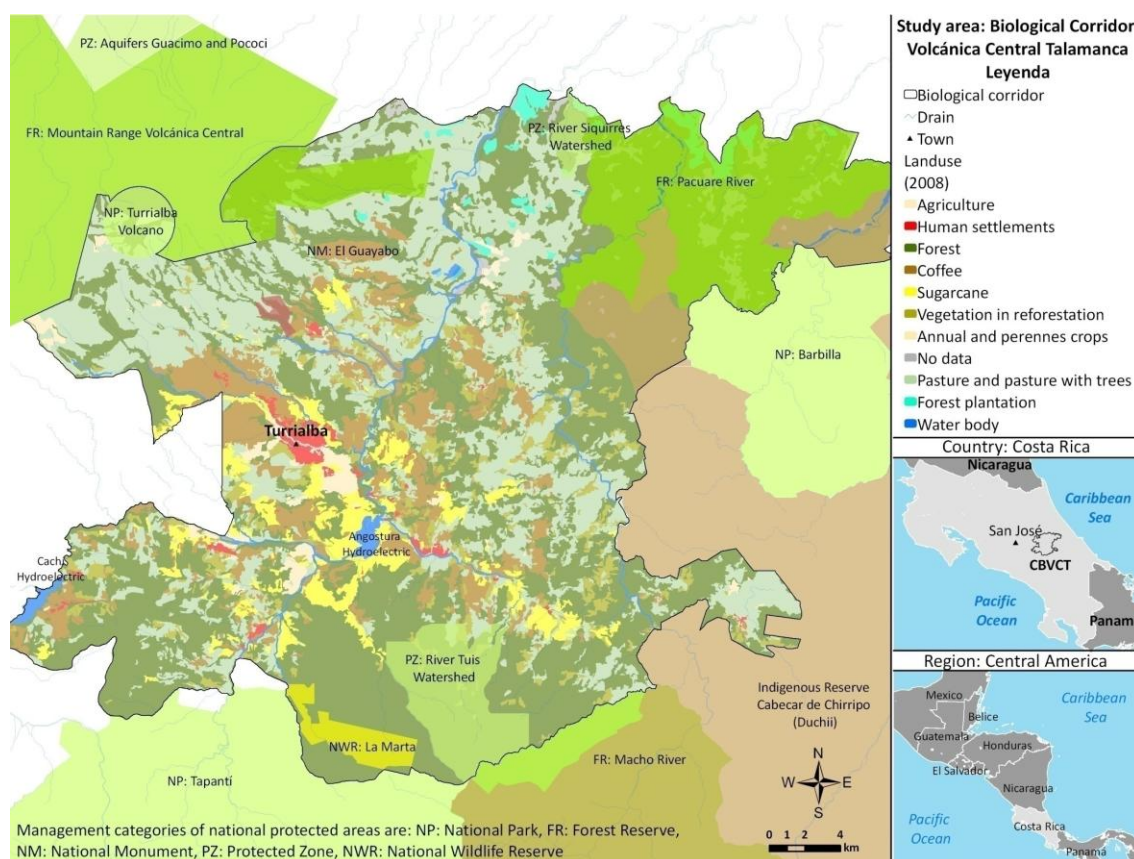 PZ: Aquifers Guacimo and Pococi
FR: Mountain Range Volcánica Central
PZ: River Siquirres
Watershed
FR: Pacuare River
NP: Turrialba
Volcano
NM: El Guayabo
NP: Barbilla
Turrialba
Angostura
Hydroelectric
Cach
Hydroelectric
PZ: River Tuis
Watershed
Indigenous Reserve
Cabecar de Chirripo
(Duchii)
NWR: La Marta
FR: Macho River
NP: Tapantí
N
W E
S
0 1 2 4
km
Management categories of national protected areas are: NP: National Park, FR: Forest Reserve,
NM: National Monument, PZ: Protected Zone, NWR: National Wildlife Reserve
Study area: Biological Corridor
Volcánica Central Talamanca
Leyenda
Biological corridor
Drain
Town
Landuse
(2008)
Agriculture
Human settlements
Forest
Coffee
Sugarcane
Vegetation in reforestation
Annual and perennes crops
No data
Pasture and pasture with trees
Forest plantation
Water body
Country: Costa Rica
Nicaragua
Caribbean
Sea
San José
CBVCT
Pacific
Ocean
Panam
Region: Central America
Mexico
Caribbean
Sea
Belice
Guatemala
Honduras
El Salvador
Nicaragua
Pacific
Ocean
Costa Rica
Panamá